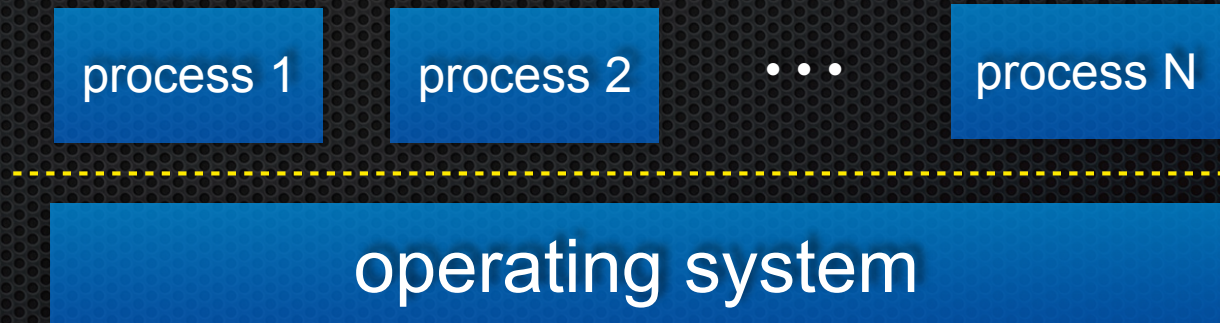 process 1 process 2 ... process N
operating system